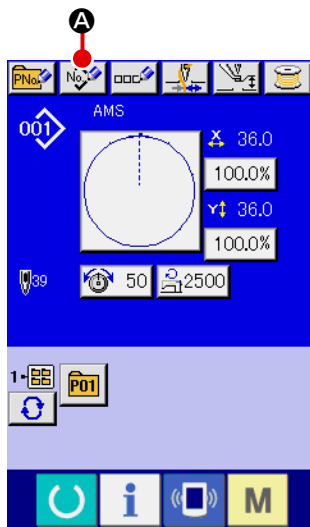 A
PNo. No.
AMS
001
X 36.0
100.0%
Y 36.0
100.0%
39 50 2500
1-
P01
i M